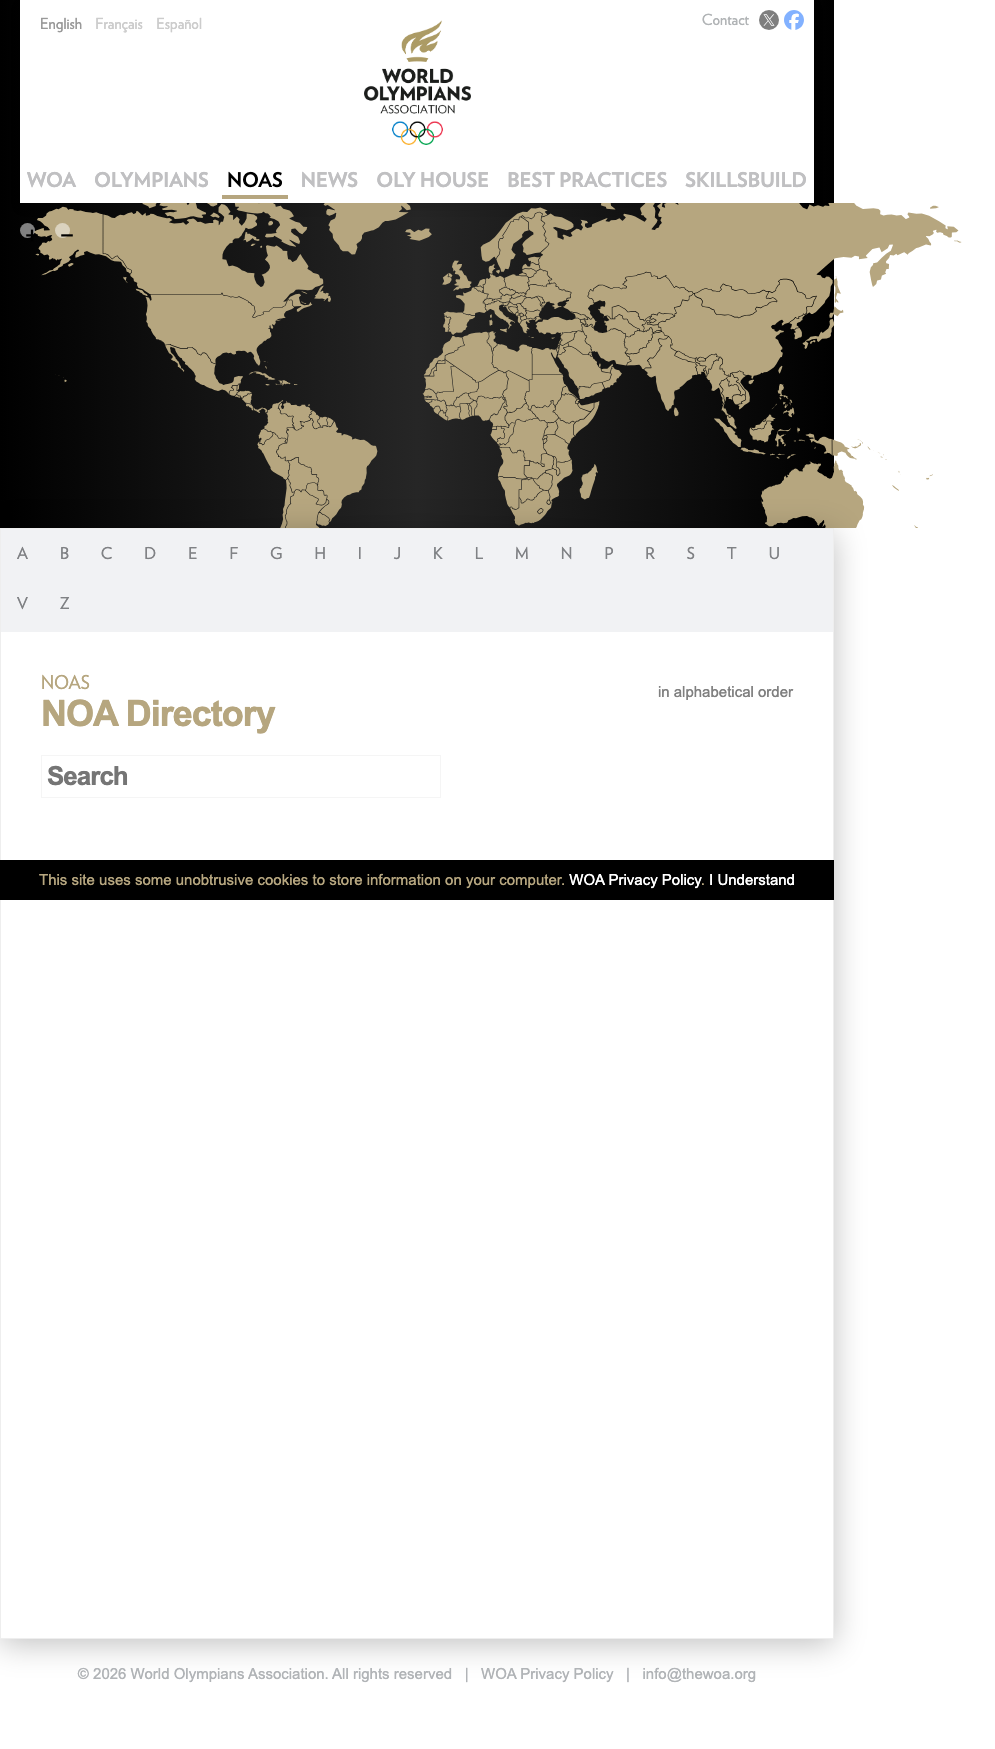 English Français Español
Contact
WORLD
OLYMPIANS
ASSOCIATION
WOA OLYMPIANS NOAS NEWS OLY HOUSE BEST PRACTICES SKILLSBUILD
A B C D E F G H I J K L M N P R S T U
V Z
NOAS
NOA Directory
in alphabetical order
Search
This site uses some unobtrusive cookies to store information on your computer. WOA Privacy Policy. I Understand
© 2026 World Olympians Association. All rights reserved | WOA Privacy Policy | info@thewoa.org